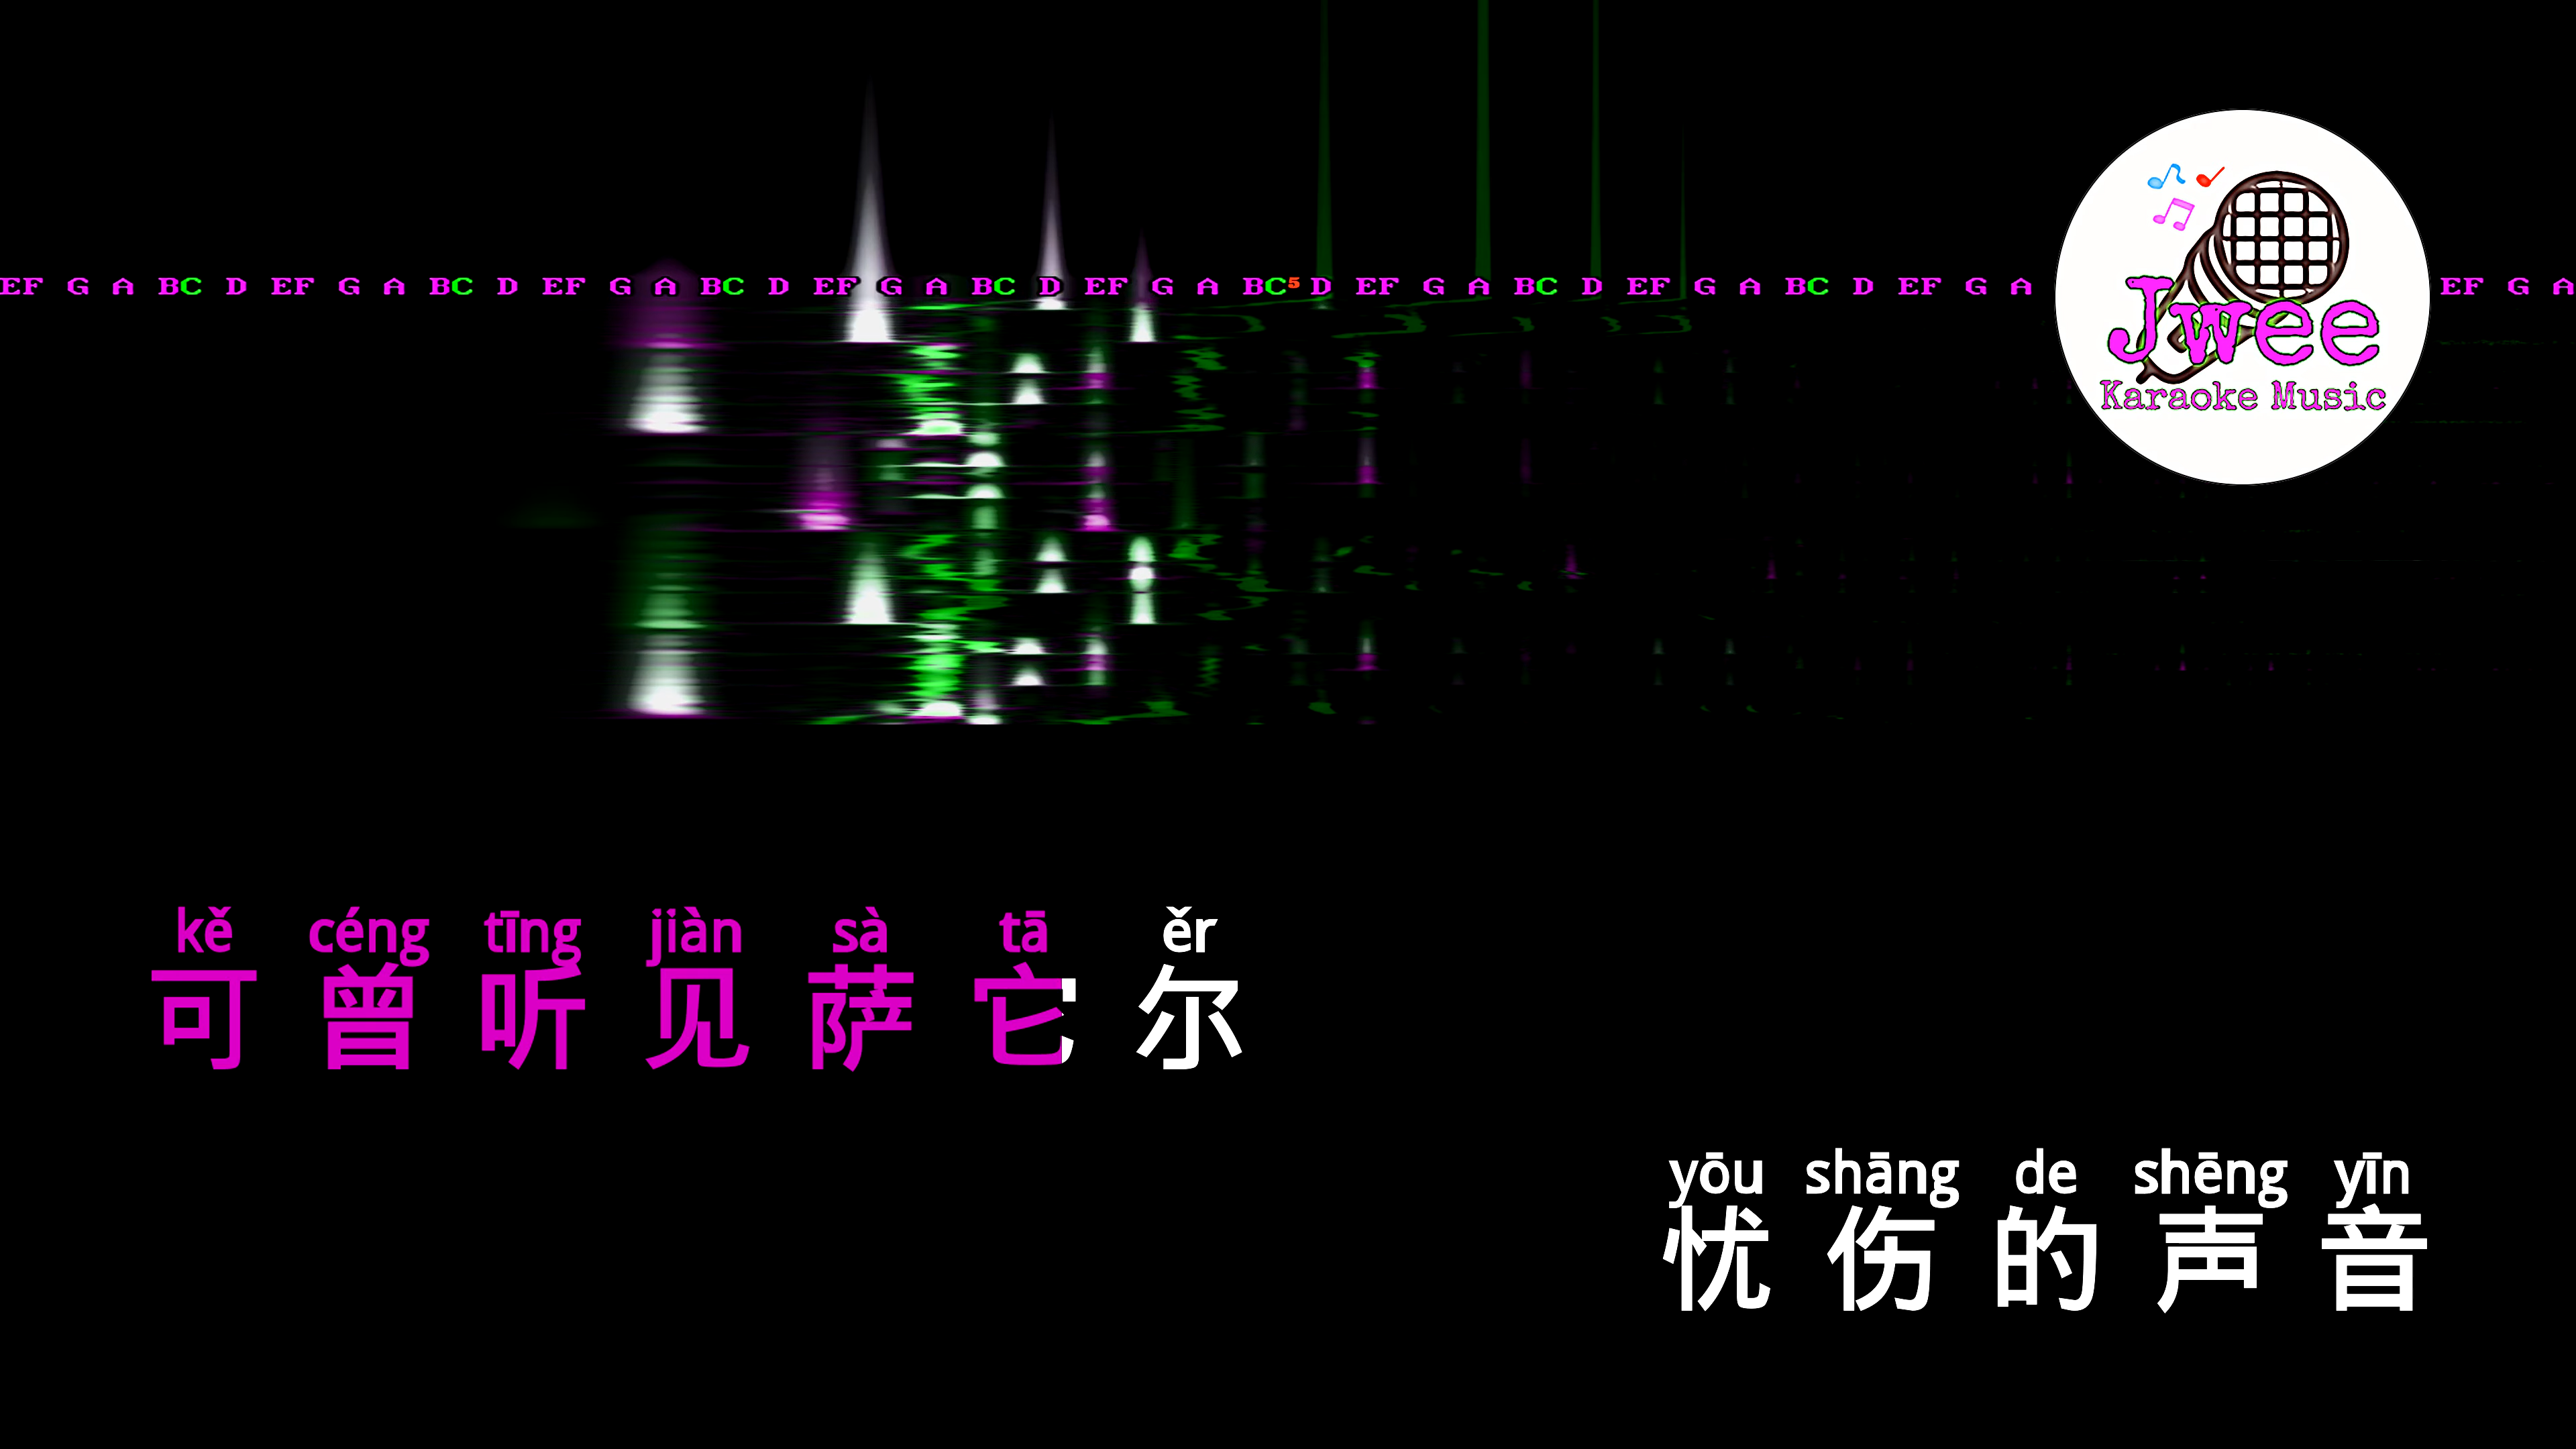 EF G A BC D EF G A BC D EF G A BC D EF G A BC D EF G A BC5 D EF G A BC D EF G A BC D EF G A EF G A
Jwee
Karaoke Music
kě céng tīng jiàn sà tā ěr
可 曾 听 见 萨 它 尔
yōu shāng de shēng yīn
忧 伤 的 声 音